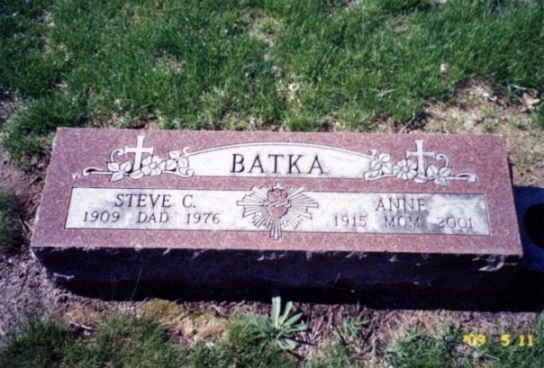 BATKA
STEVE C.
1909 DAD 1976
ANNE
1915 MOM 2001
'09 5 11